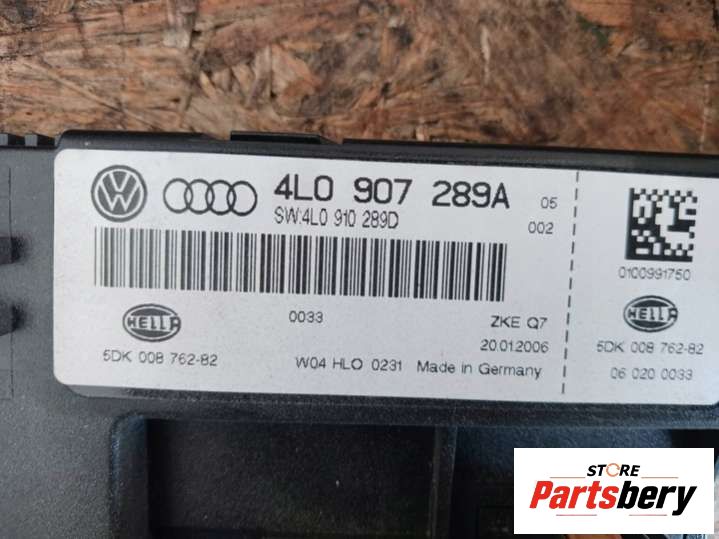 4L0 907 289A 05
SW:4L0 910 289D 002
0033
ZKE Q7
HELLA
20.01.2006
5DK 008 762-82
W04 HLO 0231 Made in Germany
0100991750
HELLA
5DK 008 762-82
06 020 0033
STORE
Partsbery